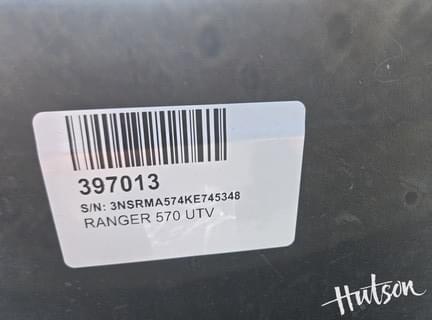 397013
S/N: 3NSRMA574KE745348
RANGER 570 UTV
Hutson